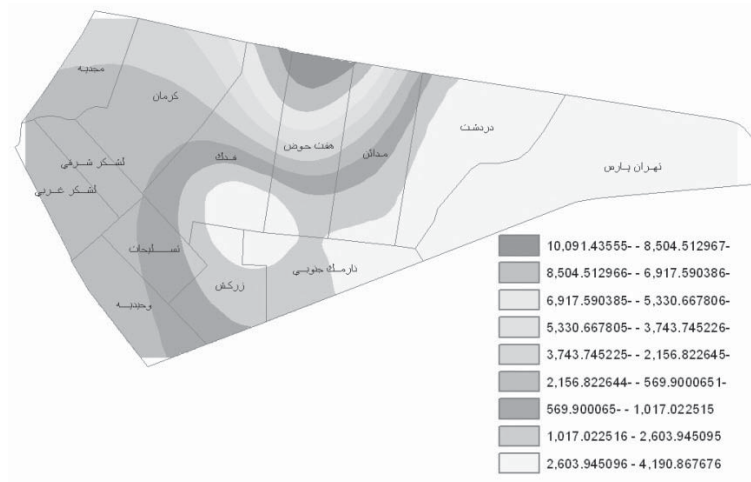 مجدیه
کرمان
دردشت
هفت حوض
مدائن
فدک
لشکر شرقی
تهران پارس
لشکر غربی
تسلیحات
نارمک جنوبی
زرکش
وحیدیه
10,091.43555- - 8,504.512967-
8,504.512966- - 6,917.590386-
6,917.590385- - 5,330.667806-
5,330.667805- - 3,743.745226-
3,743.745225- - 2,156.822645-
2,156.822644- - 569.9000651-
569.900065- - 1,017.022515
1,017.022516 - 2,603.945095
2,603.945096 - 4,190.867676